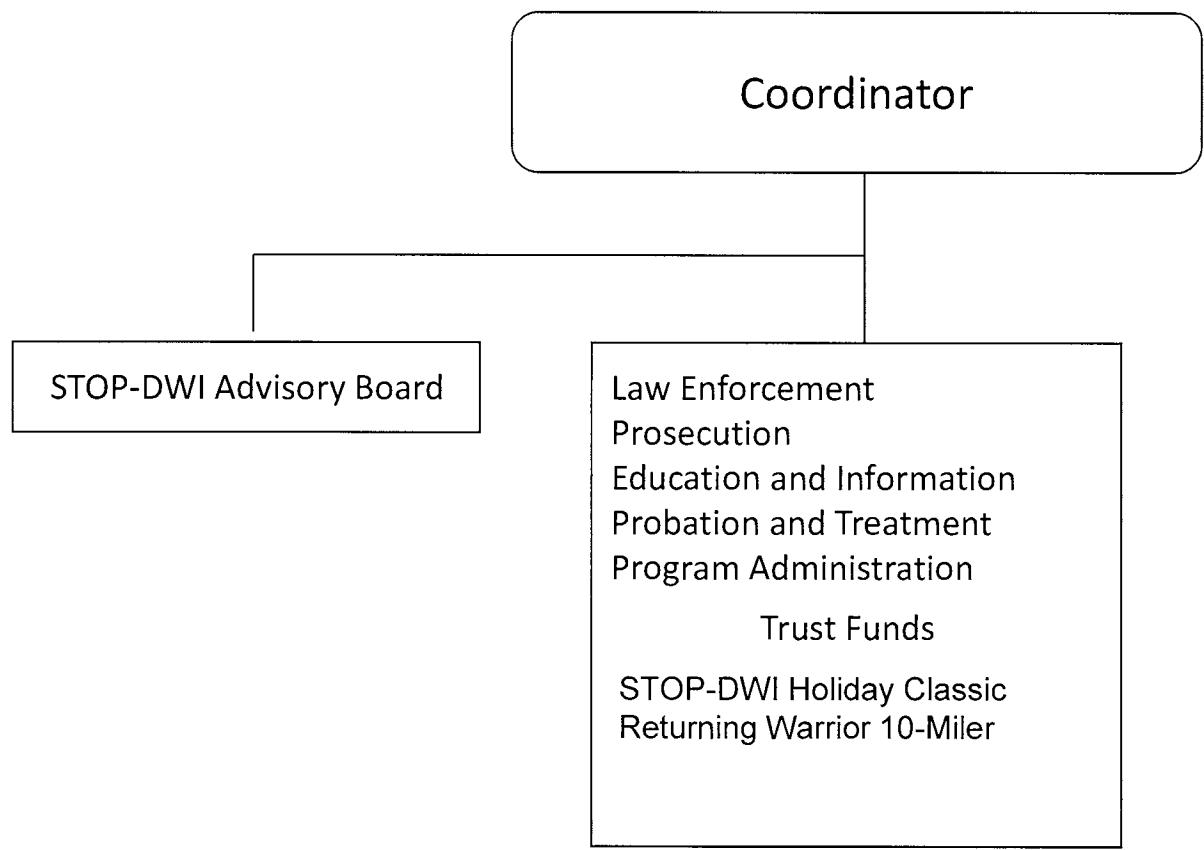 Coordinator
STOP-DWI Advisory Board
Law Enforcement
Prosecution
Education and Information
Probation and Treatment
Program Administration
Trust Funds
STOP-DWI Holiday Classic
Returning Warrior 10-Miler